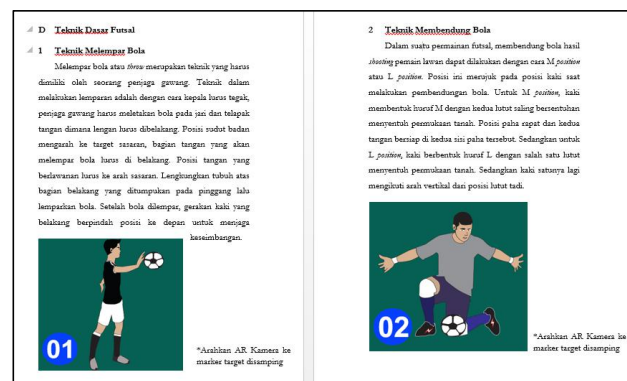 D Teknik Dasar Futsal
1 Teknik Melempar Bola
Melempar bola atau throw merupakan teknik yang harus
dimiliki oleh seorang penjaga gawang. Teknik dalam
melakukan lemparan adalah dengan cara kepala lurus tegak,
penjaga gawang harus meletakan bola pada jari dan telapak
tangan dimana lengan lurus dibelakang. Posisi sudut badan
mengarah ke target sasaran, bagian tangan yang akan
melempar bola lurus di belakang. Posisi tangan yang
berlawanan lurus ke arah sasaran. Lengkungkan tubuh atas
bagian belakang yang ditumpukan pada pinggang lalu
lemparkan bola. Setelah bola dilempar, gerakan kaki yang
belakang berpindah posisi ke depan untuk menjaga
keseimbangan.
01
*Arahkan AR Kamera ke
marker target disamping
2 Teknik Membendung Bola
Dalam suatu permainan futsal, membendung bola hasil
shooting pemain lawan dapat dilakukan dengan cara M position
atau L position. Posisi ini merujuk pada posisi kaki saat
melakukan pembendungan bola. Untuk M position, kaki
membentuk huruf M dengan kedua lutut saling bersentuhan
menyentuh permukaan tanah. Posisi paha rapat dan kedua
tangan bersiap di kedua sisi paha tersebut. Sedangkan untuk
L position, kaki berbentuk huruf L dengan salah satu lutut
menyentuh permukaan tanah. Sedangkan kaki satunya lagi
mengikuti arah vertikal dari posisi lutut tadi.
02
*Arahkan AR Kamera ke
marker target disamping